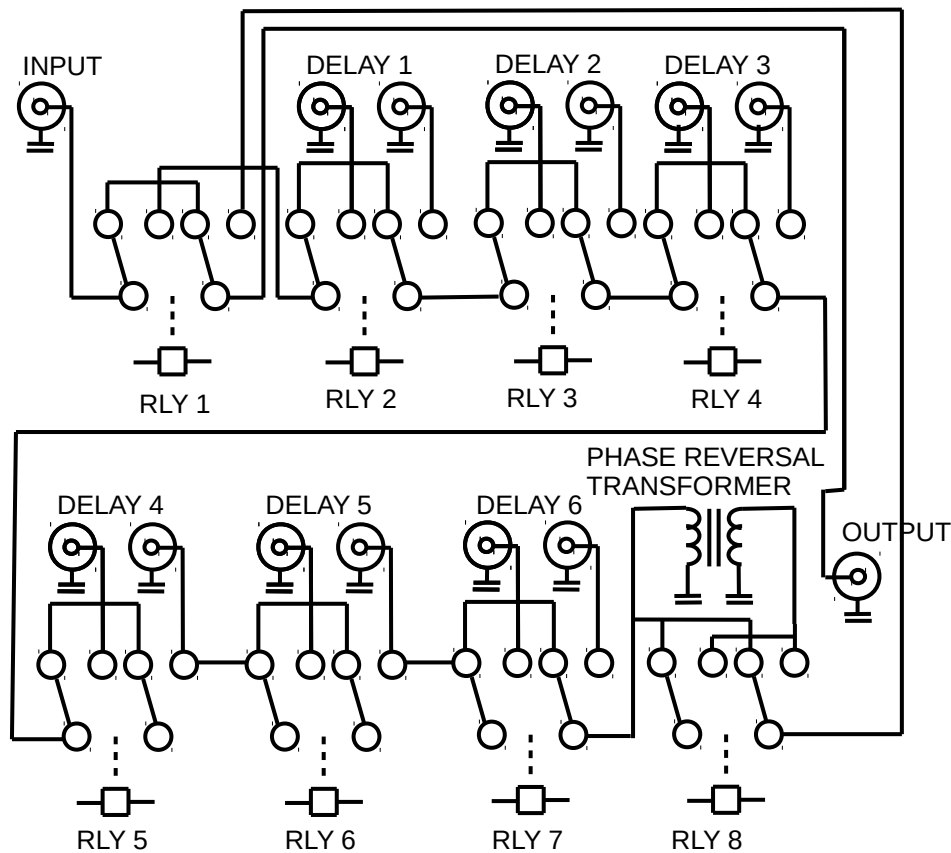 INPUT
DELAY 1
DELAY 2
DELAY 3
RLY 1
RLY 2
RLY 3
RLY 4
PHASE REVERSAL
TRANSFORMER
DELAY 4
DELAY 5
DELAY 6
OUTPUT
RLY 5
RLY 6
RLY 7
RLY 8